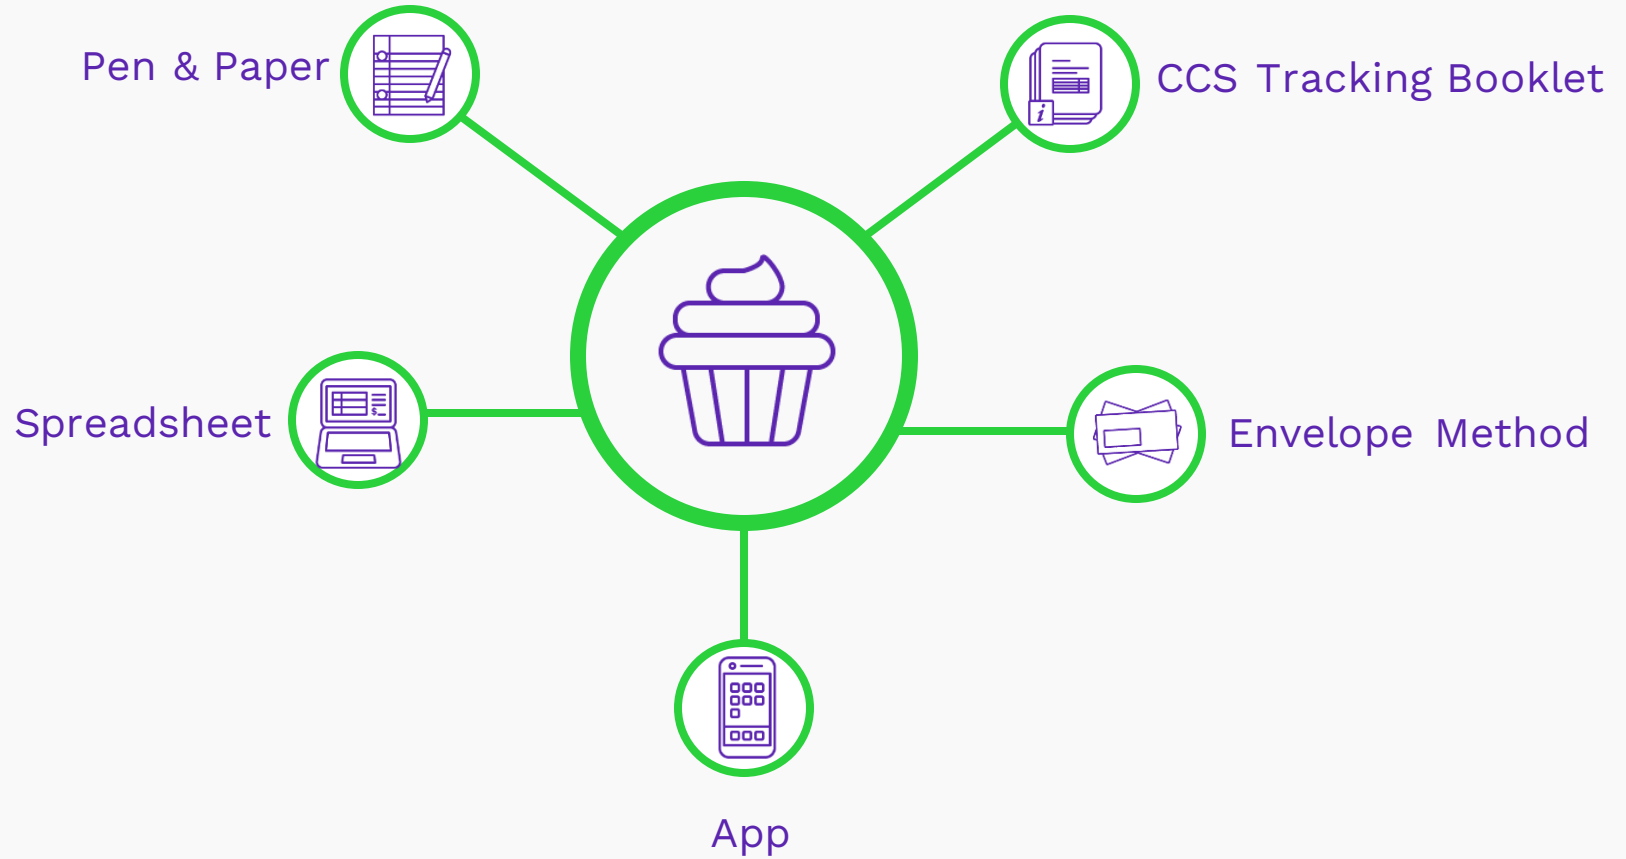 Pen & Paper
CCS Tracking Booklet
Spreadsheet
Envelope Method
App